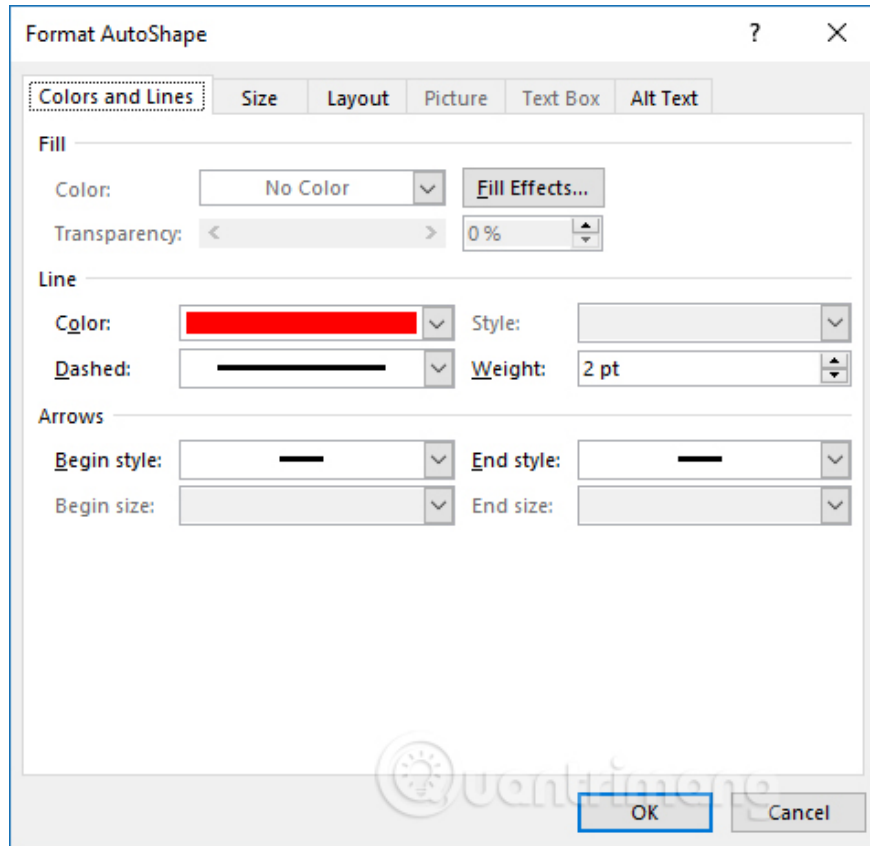 Format AutoShape ?
Colors and Lines Size Layout Picture Text Box Alt Text
Fill
Color: No Color Fill Effects...
Transparency: 0 %
Line
Color: Style:
Dashed: Weight: 2 pt
Arrows
Begin style: End style:
Begin size: End size:
Quantrimang
OK Cancel